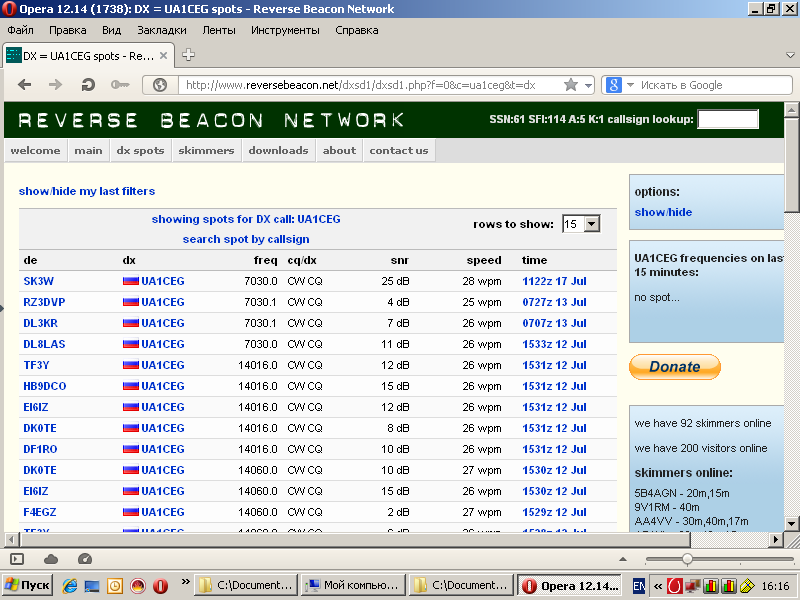 Opera 12.14 (1738): DX = UA1CEG spots - Reverse Beacon Network
Файл Правка Вид Закладки Ленты Инструменты Справка
DX = UA1CEG spots - Re...
http://www.reversebeacon.net/dxsd1/dxsd1.php?f=0&c=ua1ceg&t=dx Искать в Google
REVERSE BEACON NETWORK SSN:61 SFI:114 A:5 K:1 callsign lookup:
welcome main dx spots skimmers downloads about contact us
show/hide my last filters
showing spots for DX call: UA1CEG
search spot by callsign
rows to show: 15
de dx freq cq/dx snr speed time
SK3W UA1CEG 7030.0 CW CQ 25 dB 28 wpm 1122z 17 Jul
RZ3DVP UA1CEG 7030.1 CW CQ 4 dB 25 wpm 0727z 13 Jul
DL3KR UA1CEG 7030.1 CW CQ 7 dB 26 wpm 0707z 13 Jul
DL8LAS UA1CEG 7030.0 CW CQ 11 dB 26 wpm 1533z 12 Jul
TF3Y UA1CEG 14016.0 CW CQ 12 dB 26 wpm 1531z 12 Jul
HB9DCO UA1CEG 14016.0 CW CQ 15 dB 26 wpm 1531z 12 Jul
EI6IZ UA1CEG 14016.0 CW CQ 12 dB 26 wpm 1531z 12 Jul
DK0TE UA1CEG 14016.0 CW CQ 8 dB 26 wpm 1531z 12 Jul
DF1RO UA1CEG 14016.0 CW CQ 10 dB 26 wpm 1531z 12 Jul
DK0TE UA1CEG 14060.0 CW CQ 10 dB 27 wpm 1530z 12 Jul
EI6IZ UA1CEG 14060.0 CW CQ 15 dB 26 wpm 1530z 12 Jul
F4EGZ UA1CEG 14060.0 CW CQ 2 dB 27 wpm 1529z 12 Jul
options:
show/hide
UA1CEG frequencies on last
15 minutes:
no spot...
Donate
we have 92 skimmers online
we have 200 visitors online
skimmers online:
5B4AGN - 20m,15m
9V1RM - 40m
AA4VV - 30m,40m,17m
Пуск C:\Document... Мой компью... C:\Document... Opera 12.14... EN 16:16